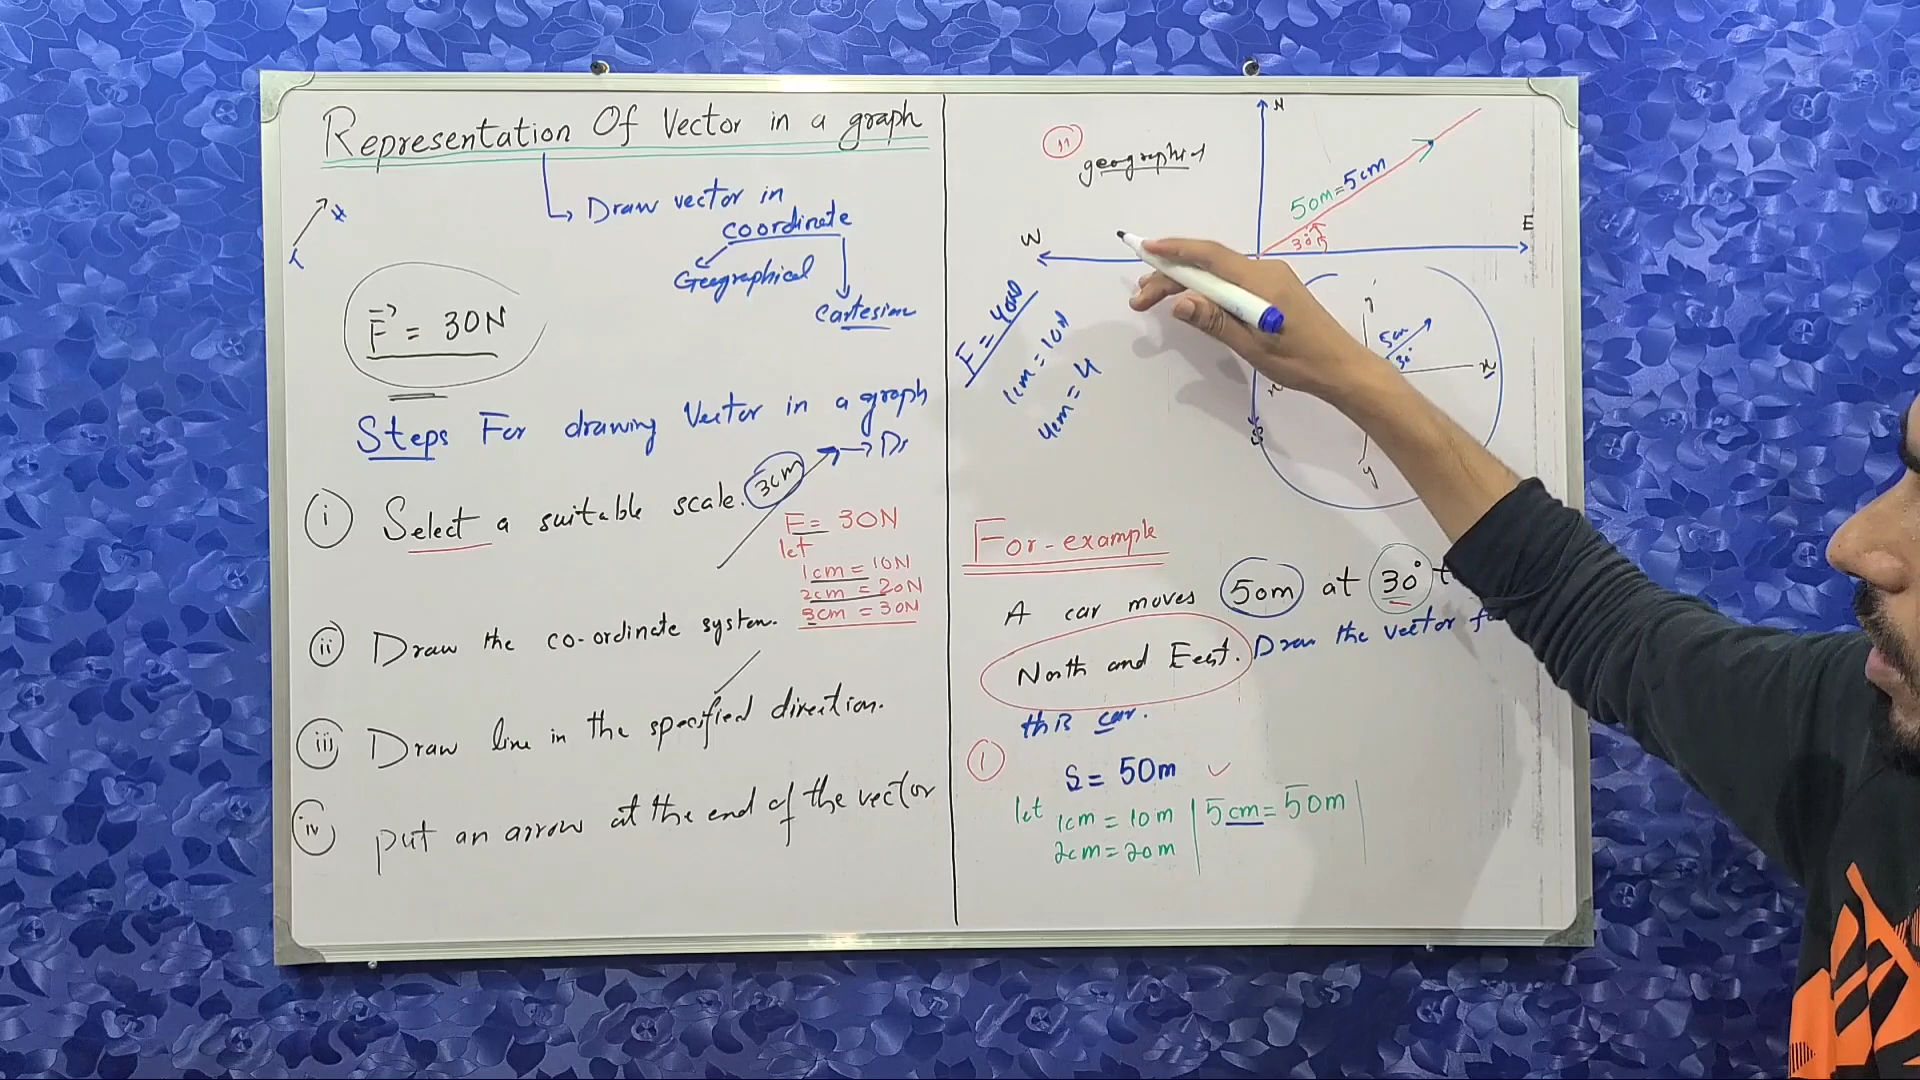 Representation Of Vector in a graph
Draw vector in
coordinate
Geographical
Cartesian
H
T
F = 30N
Steps For drawing Vector in a graph
i Select a suitable scale.
3cm
F = 30N
let
1cm = 10N
2cm = 20N
3cm = 30N
ii Draw the co-ordinate system.
iii Draw line in the specified direction.
iv put an arrow at the end of the vector
N
geographical
50m = 5cm
30°
W
E
F = 40N
1cm = 10N
4cm = 4
5cm
30°
x
y
For-example
A car moves 50m at 30°
North and East. Draw the vector
this car.
1
S = 50m
let 1cm = 10m
2cm = 20m
5cm = 50m